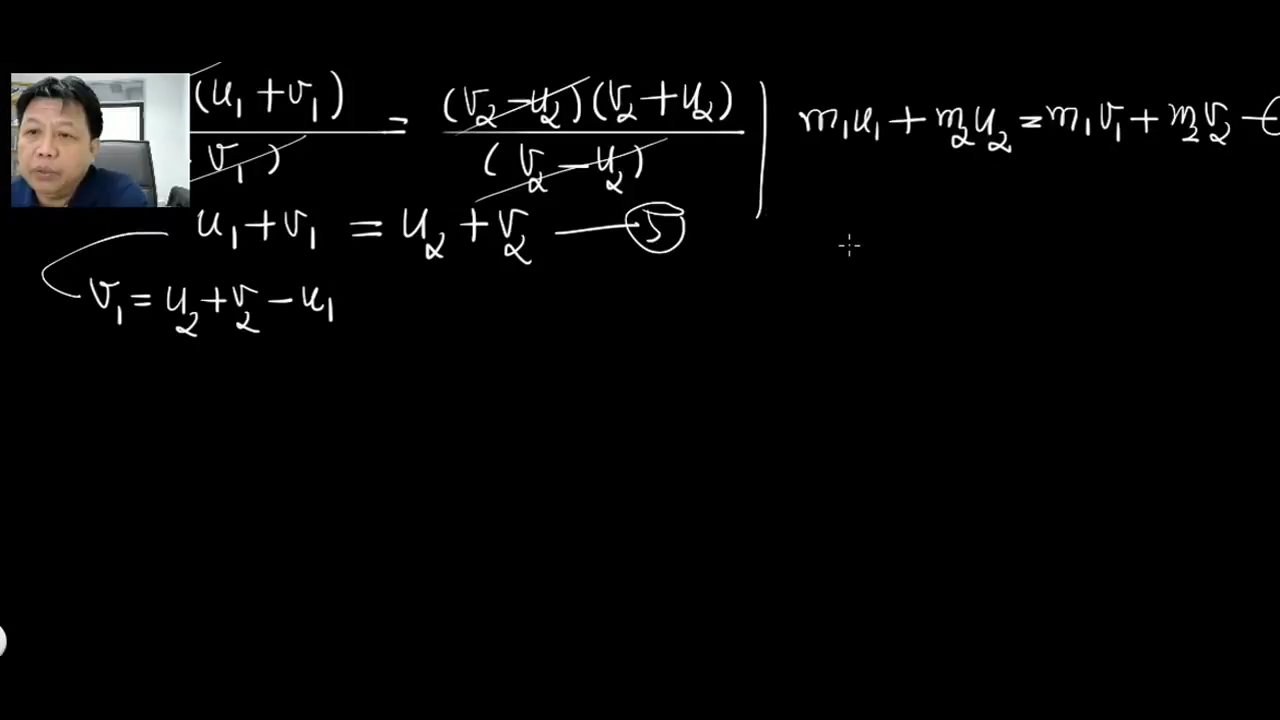 (u₁ + v₁) = (v₂ - u₂)(v₂ + u₂)
v₁) (v₂ - u₂)
u₁ + v₁ = u₂ + v₂ — ⑤
v₁ = u₂ + v₂ - u₁
m₁u₁ + m₂u₂ = m₁v₁ + m₂v₂ —